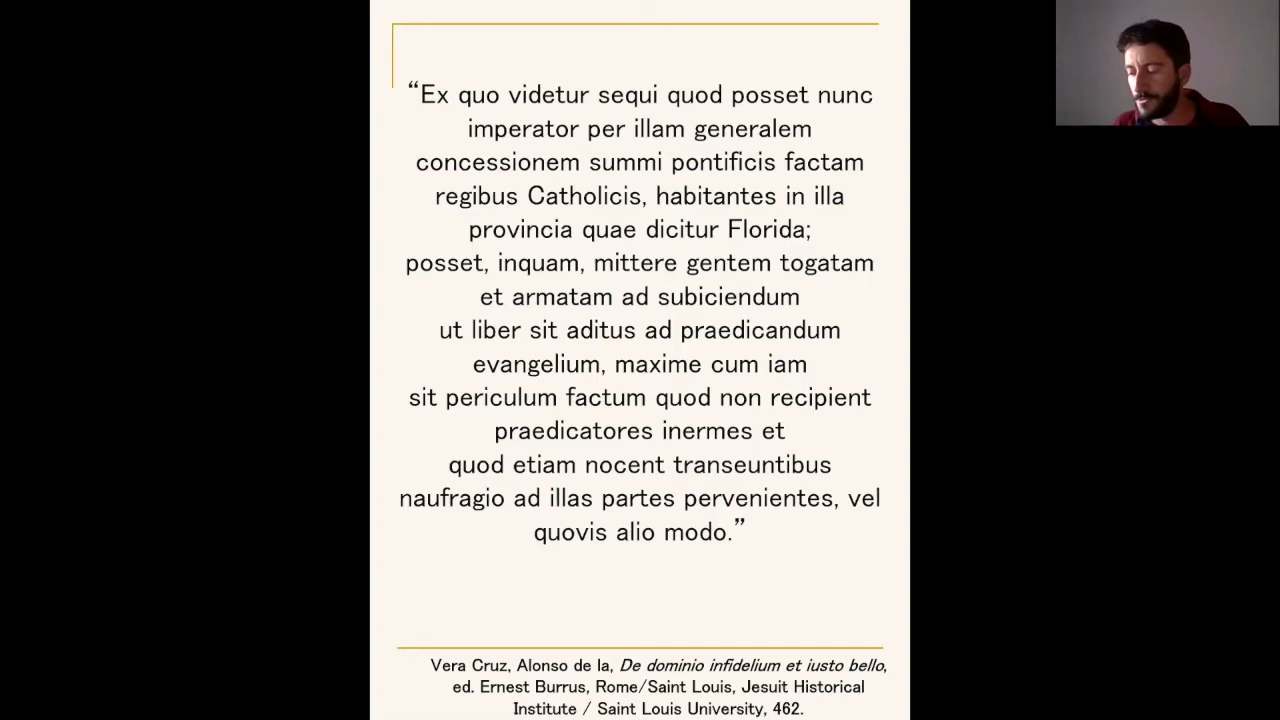 “Ex quo videtur sequi quod posset nunc
imperator per illam generalem
concessionem summi pontificis factam
regibus Catholicis, habitantes in illa
provincia quae dicitur Florida;
posset, inquam, mittere gentem togatam
et armatam ad subiciendum
ut liber sit aditus ad praedicandum
evangelium, maxime cum iam
sit periculum factum quod non recipient
praedicatores inermes et
quod etiam nocent transeuntibus
naufragio ad illas partes pervenientes, vel
quovis alio modo.”
Vera Cruz, Alonso de la, De dominio infidelium et iusto bello,
ed. Ernest Burrus, Rome/Saint Louis, Jesuit Historical
Institute / Saint Louis University, 462.